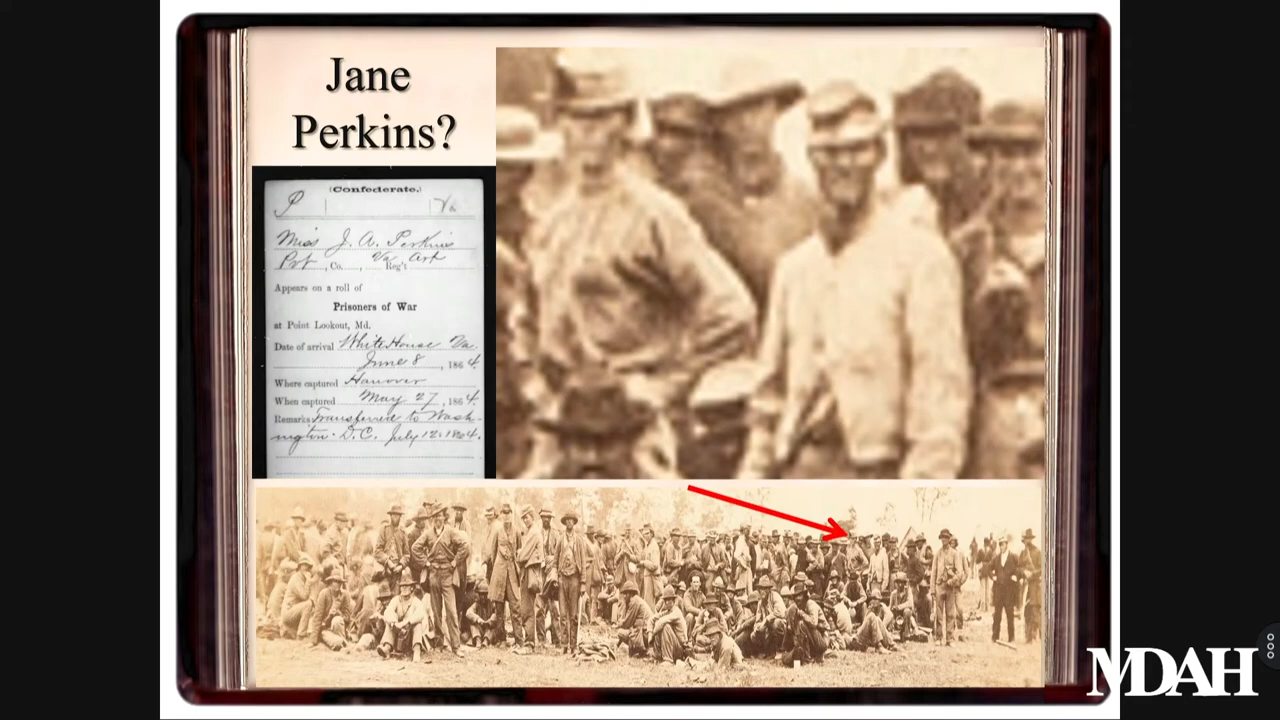 Jane
Perkins?
(Confederate.)
P Va
Miss J. A. Perkins
Pvt, Co. , Va Art Reg't
Appears on a roll of
Prisoners of War
at Point Lookout, Md.
Date of arrival White House Va.
June 8, 1864.
Where captured Hanover
When captured May 27, 1864.
Remarks Transferred to Wash-
ington. D.C. July 12. 1864.
MDAH